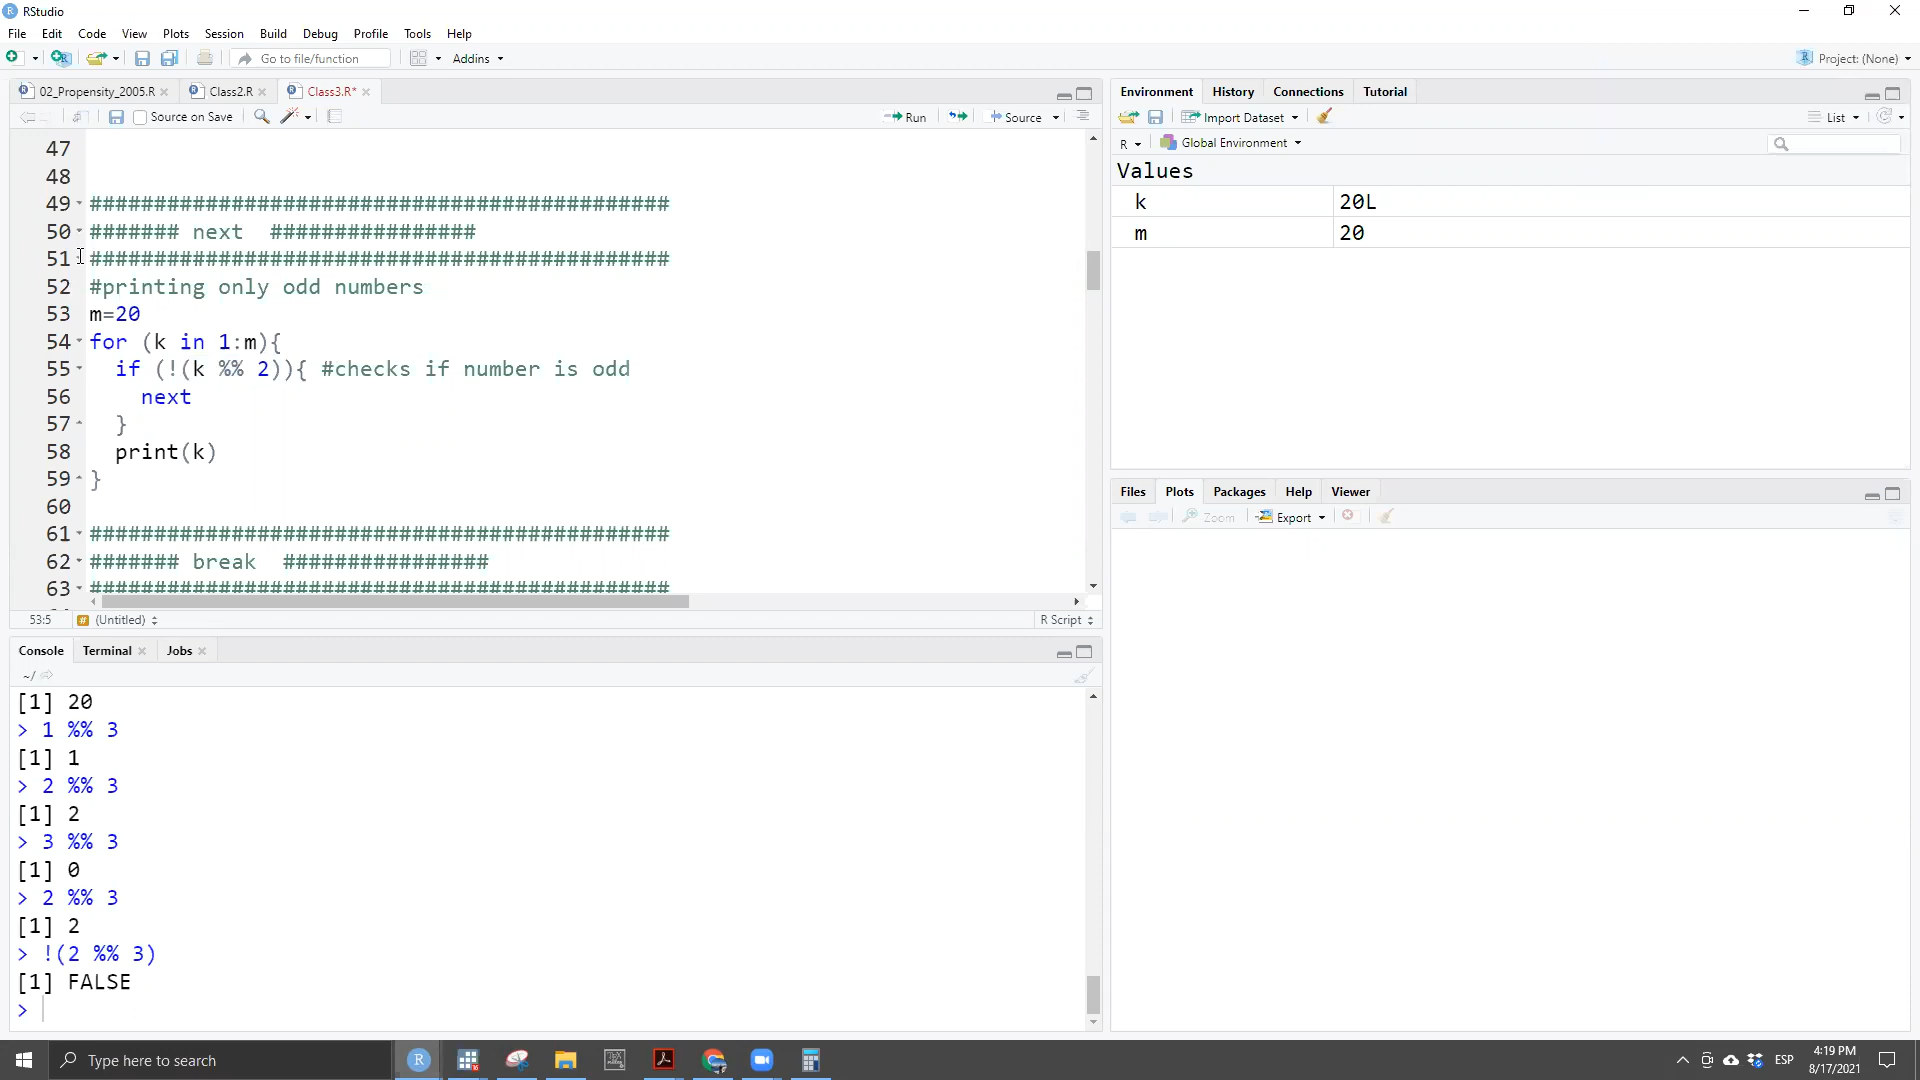 RStudio
File Edit Code View Plots Session Build Debug Profile Tools Help
Go to file/function Addins Project: (None)
02_Propensity_2005.R Class2.R Class3.R*
Source on Save Run Source
47
48
49 #############################################
50 ####### next  ################
51 #############################################
52 #printing only odd numbers
53 m=20
54 for (k in 1:m){
55   if (!(k %% 2)){ #checks if number is odd
56     next
57   }
58   print(k)
59 }
60
61 #############################################
62 ####### break  ################
63 #############################################
53:5 # (Untitled) R Script
Console Terminal Jobs
~/
[1] 20
> 1 %% 3
[1] 1
> 2 %% 3
[1] 2
> 3 %% 3
[1] 0
> 2 %% 3
[1] 2
> !(2 %% 3)
[1] FALSE
>
Environment History Connections Tutorial
Import Dataset List
R Global Environment
Values
k 20L
m 20
Files Plots Packages Help Viewer
Zoom Export
Type here to search
ESP
4:19 PM
8/17/2021